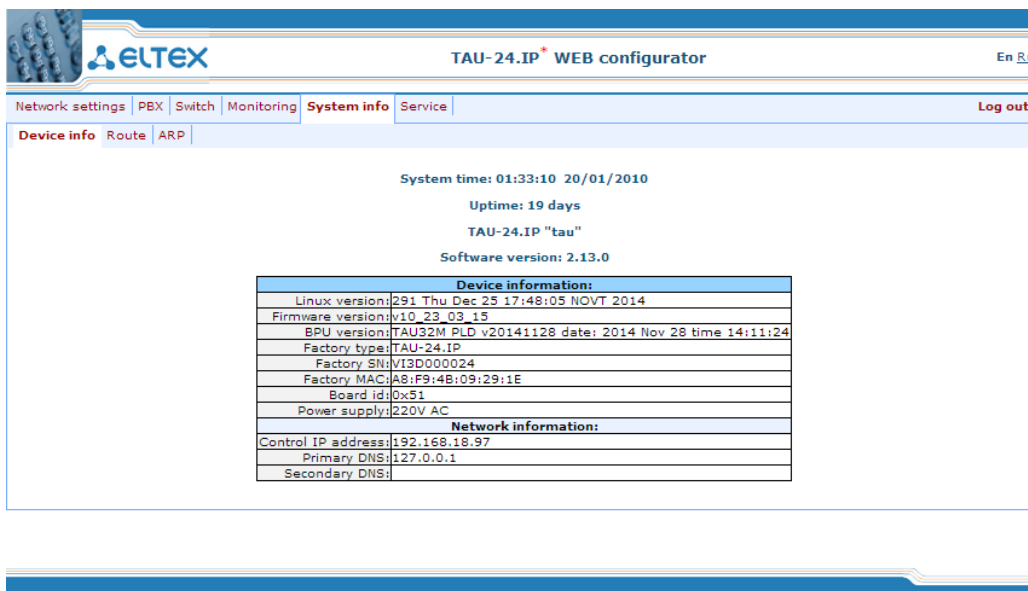 ELTEX
TAU-24.IP* WEB configurator
En
Network settings PBX Switch Monitoring System info Service
Log out
Device info Route ARP
System time: 01:33:10 20/01/2010
Uptime: 19 days
TAU-24.IP "tau"
Software version: 2.13.0
Device information:
Linux version: 291 Thu Dec 25 17:48:05 NOVT 2014
Firmware version: v10_23_03_15
BPU version: TAU32M PLD v20141128 date: 2014 Nov 28 time 14:11:24
Factory type: TAU-24.IP
Factory SN: VI3D000024
Factory MAC: A8:F9:4B:09:29:1E
Board id: 0x51
Power supply: 220V AC
Network information:
Control IP address: 192.168.18.97
Primary DNS: 127.0.0.1
Secondary DNS: